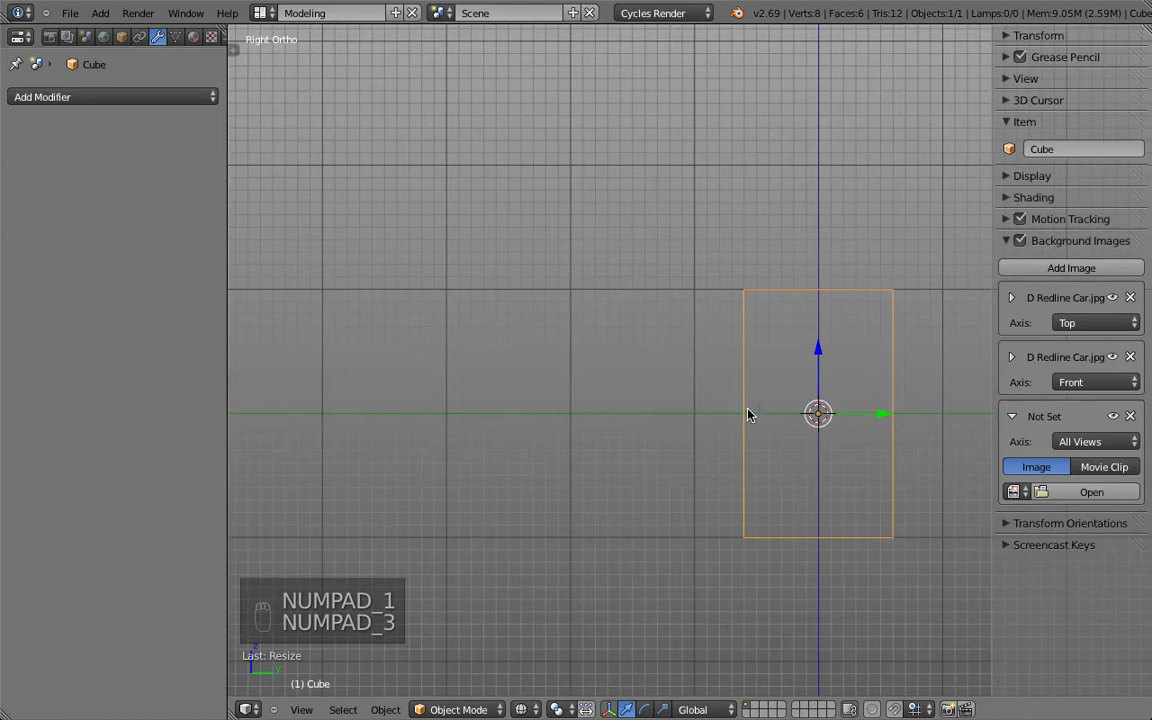 File Add Render Window Help Modeling Scene Cycles Render v2.69 | Verts:8 | Faces:6 | Tris:12 | Objects:1/1 | Lamps:0/0 | Mem:9.05M (2.59M) | Cube
Cube
Add Modifier
Right Ortho
NUMPAD_1
NUMPAD_3
Last: Resize
z
y
(1) Cube
Transform
Grease Pencil
View
3D Cursor
Item
Cube
Display
Shading
Motion Tracking
Background Images
Add Image
D Redline Car.jpg
Axis: Top
D Redline Car.jpg
Axis: Front
Not Set
Axis: All Views
Image Movie Clip
Open
Transform Orientations
Screencast Keys
View Select Object Object Mode Global